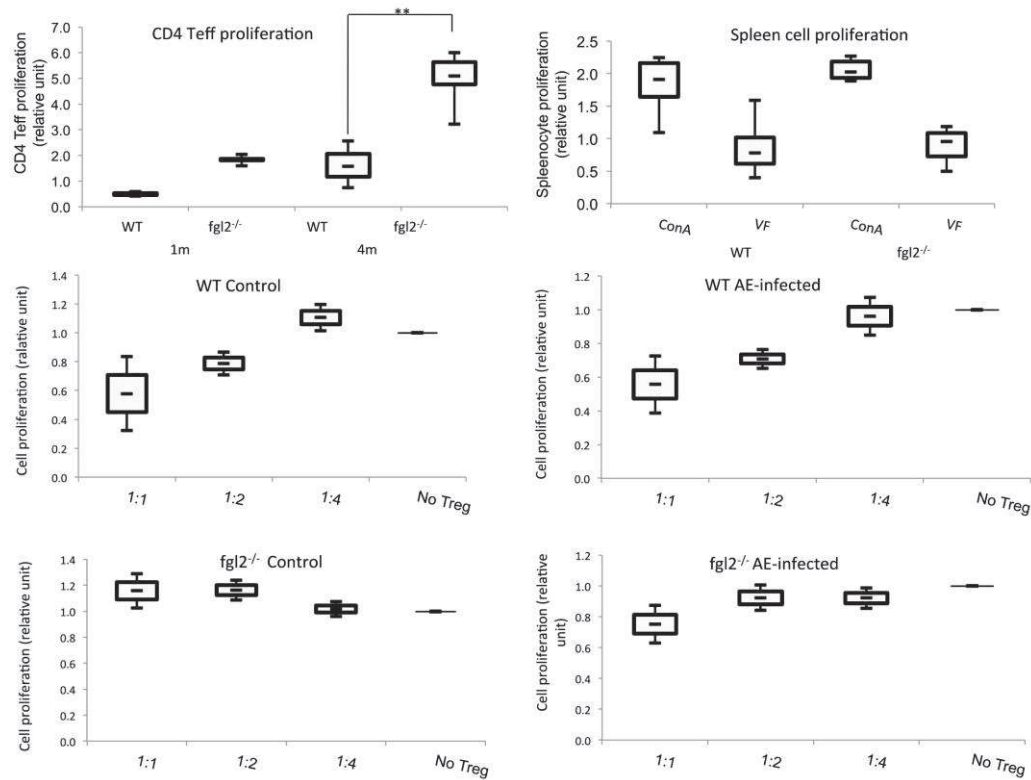 CD4 Teff proliferation
**
CD4 Teff proliferation
(relative unit)
7.0
6.0
5.0
4.0
3.0
2.0
1.0
0.0
WT
fgl2-/-
WT
fgl2-/-
1m
4m
Spleen cell proliferation
Spleenocyte proliferation
(relative unit)
2.5
2.0
1.5
1.0
0.5
0.0
ConA
VF
ConA
VF
WT
fgl2-/-
WT Control
Cell proliferation (ralative unit)
1.4
1.2
1.0
0.8
0.6
0.4
0.2
0.0
1:1
1:2
1:4
No Treg
WT AE-infected
Cell proliferation (relative unit)
1.2
1.0
0.8
0.6
0.4
0.2
0.0
1:1
1:2
1:4
No Treg
fgl2-/- Control
Cell proliferation (relative unit)
1.4
1.2
1.0
0.8
0.6
0.4
0.2
0.0
1:1
1:2
1:4
No Treg
fgl2-/- AE-infected
Cell proliferation (relative
unit)
1.2
1.0
0.8
0.6
0.4
0.2
0.0
1:1
1:2
1:4
No Treg